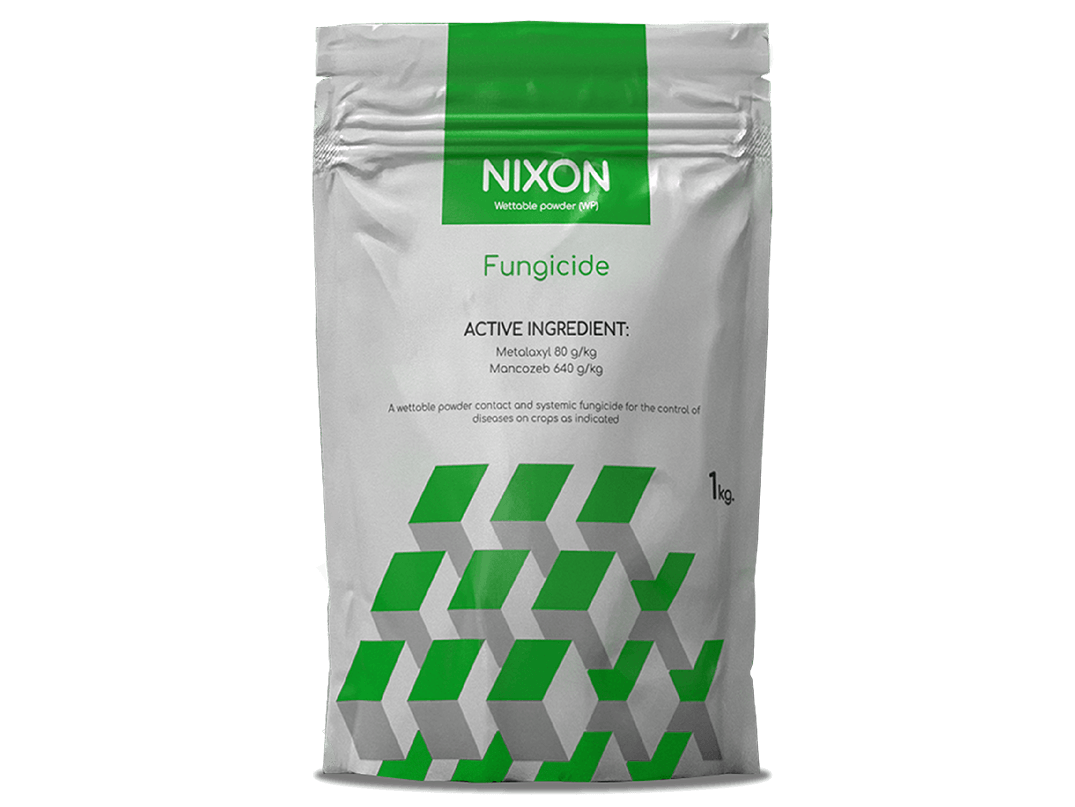 NIXON
Wettable powder (WP)
Fungicide
ACTIVE INGREDIENT:
Metalaxyl 80 g/kg
Mancozeb 640 g/kg
A wettable powder contact and systemic fungicide for the control of
diseases on crops as indicated
1kg.